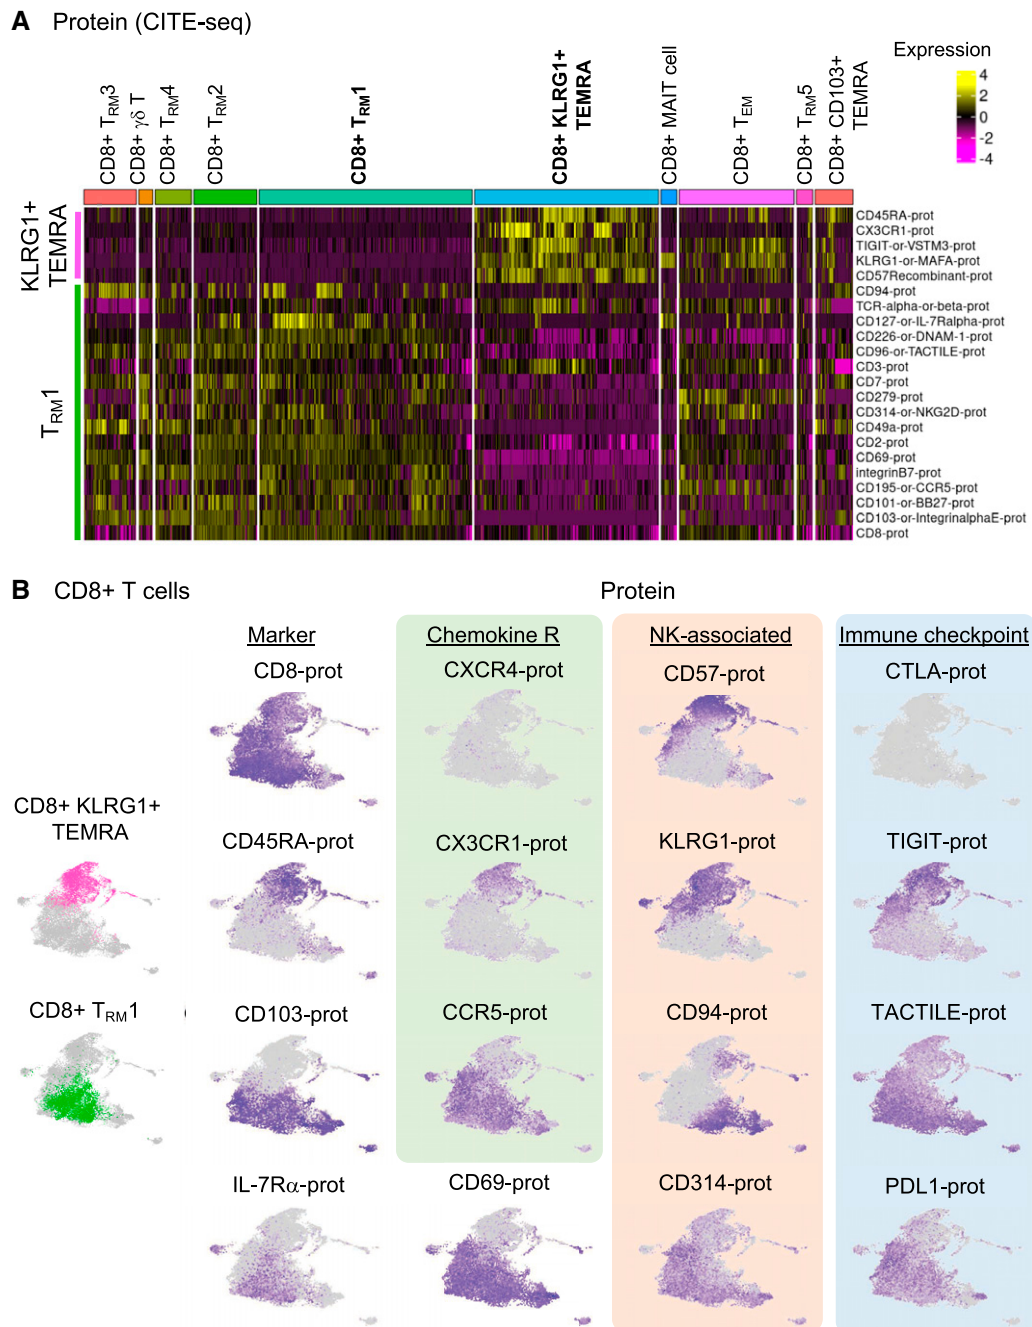 A Protein (CITE-seq)
Expression
4
2
0
-2
-4
CD8+ TRM3
CD8+ γδ T
CD8+ TRM4
CD8+ TRM2
CD8+ TRM1
CD8+ KLRG1+
TEMRA
CD8+ MAIT cell
CD8+ TEM
CD8+ TRM5
CD8+ CD103+
TEMRA
KLRG1+
TEMRA
TRM1
CD45RA-prot
CX3CR1-prot
TIGIT-or-VSTM3-prot
KLRG1-or-MAFA-prot
CD57Recombinant-prot
CD94-prot
TCR-alpha-or-beta-prot
CD127-or-IL-7Ralpha-prot
CD226-or-DNAM-1-prot
CD96-or-TACTILE-prot
CD3-prot
CD7-prot
CD279-prot
CD314-or-NKG2D-prot
CD49a-prot
CD2-prot
CD69-prot
integrinB7-prot
CD195-or-CCR5-prot
CD101-or-BB27-prot
CD103-or-IntegrinalphaE-prot
CD8-prot
B CD8+ T cells
Protein
Marker
Chemokine R
NK-associated
Immune checkpoint
CD8-prot
CXCR4-prot
CD57-prot
CTLA-prot
CD8+ KLRG1+
TEMRA
CD45RA-prot
CX3CR1-prot
KLRG1-prot
TIGIT-prot
CD8+ TRM1
CD103-prot
CCR5-prot
CD94-prot
TACTILE-prot
IL-7Rα-prot
CD69-prot
CD314-prot
PDL1-prot